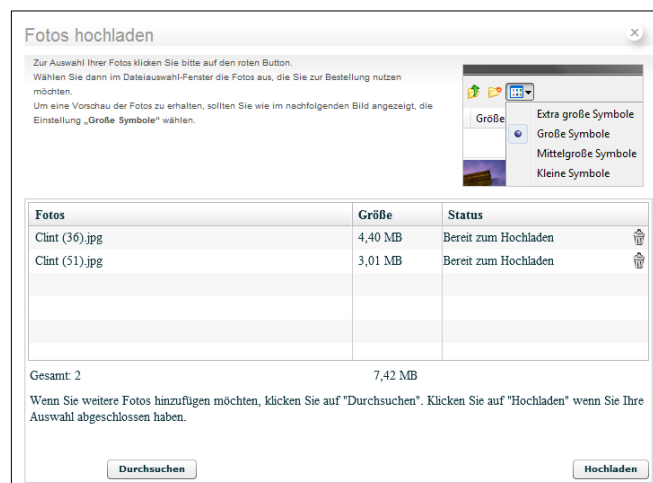 Fotos hochladen
Zur Auswahl Ihrer Fotos klicken Sie bitte auf den roten Button.
Wählen Sie dann im Dateiauswahl-Fenster die Fotos aus, die Sie zur Bestellung nutzen
möchten.
Um eine Vorschau der Fotos zu erhalten, sollten Sie wie im nachfolgenden Bild angezeigt, die
Einstellung „Große Symbole“ wählen.
Größe
Extra große Symbole
Große Symbole
Mittelgroße Symbole
Kleine Symbole
Fotos Größe Status
Clint (36).jpg 4,40 MB Bereit zum Hochladen
Clint (51).jpg 3,01 MB Bereit zum Hochladen
Gesamt: 2 7,42 MB
Wenn Sie weitere Fotos hinzufügen möchten, klicken Sie auf "Durchsuchen". Klicken Sie auf "Hochladen" wenn Sie Ihre
Auswahl abgeschlossen haben.
Durchsuchen Hochladen